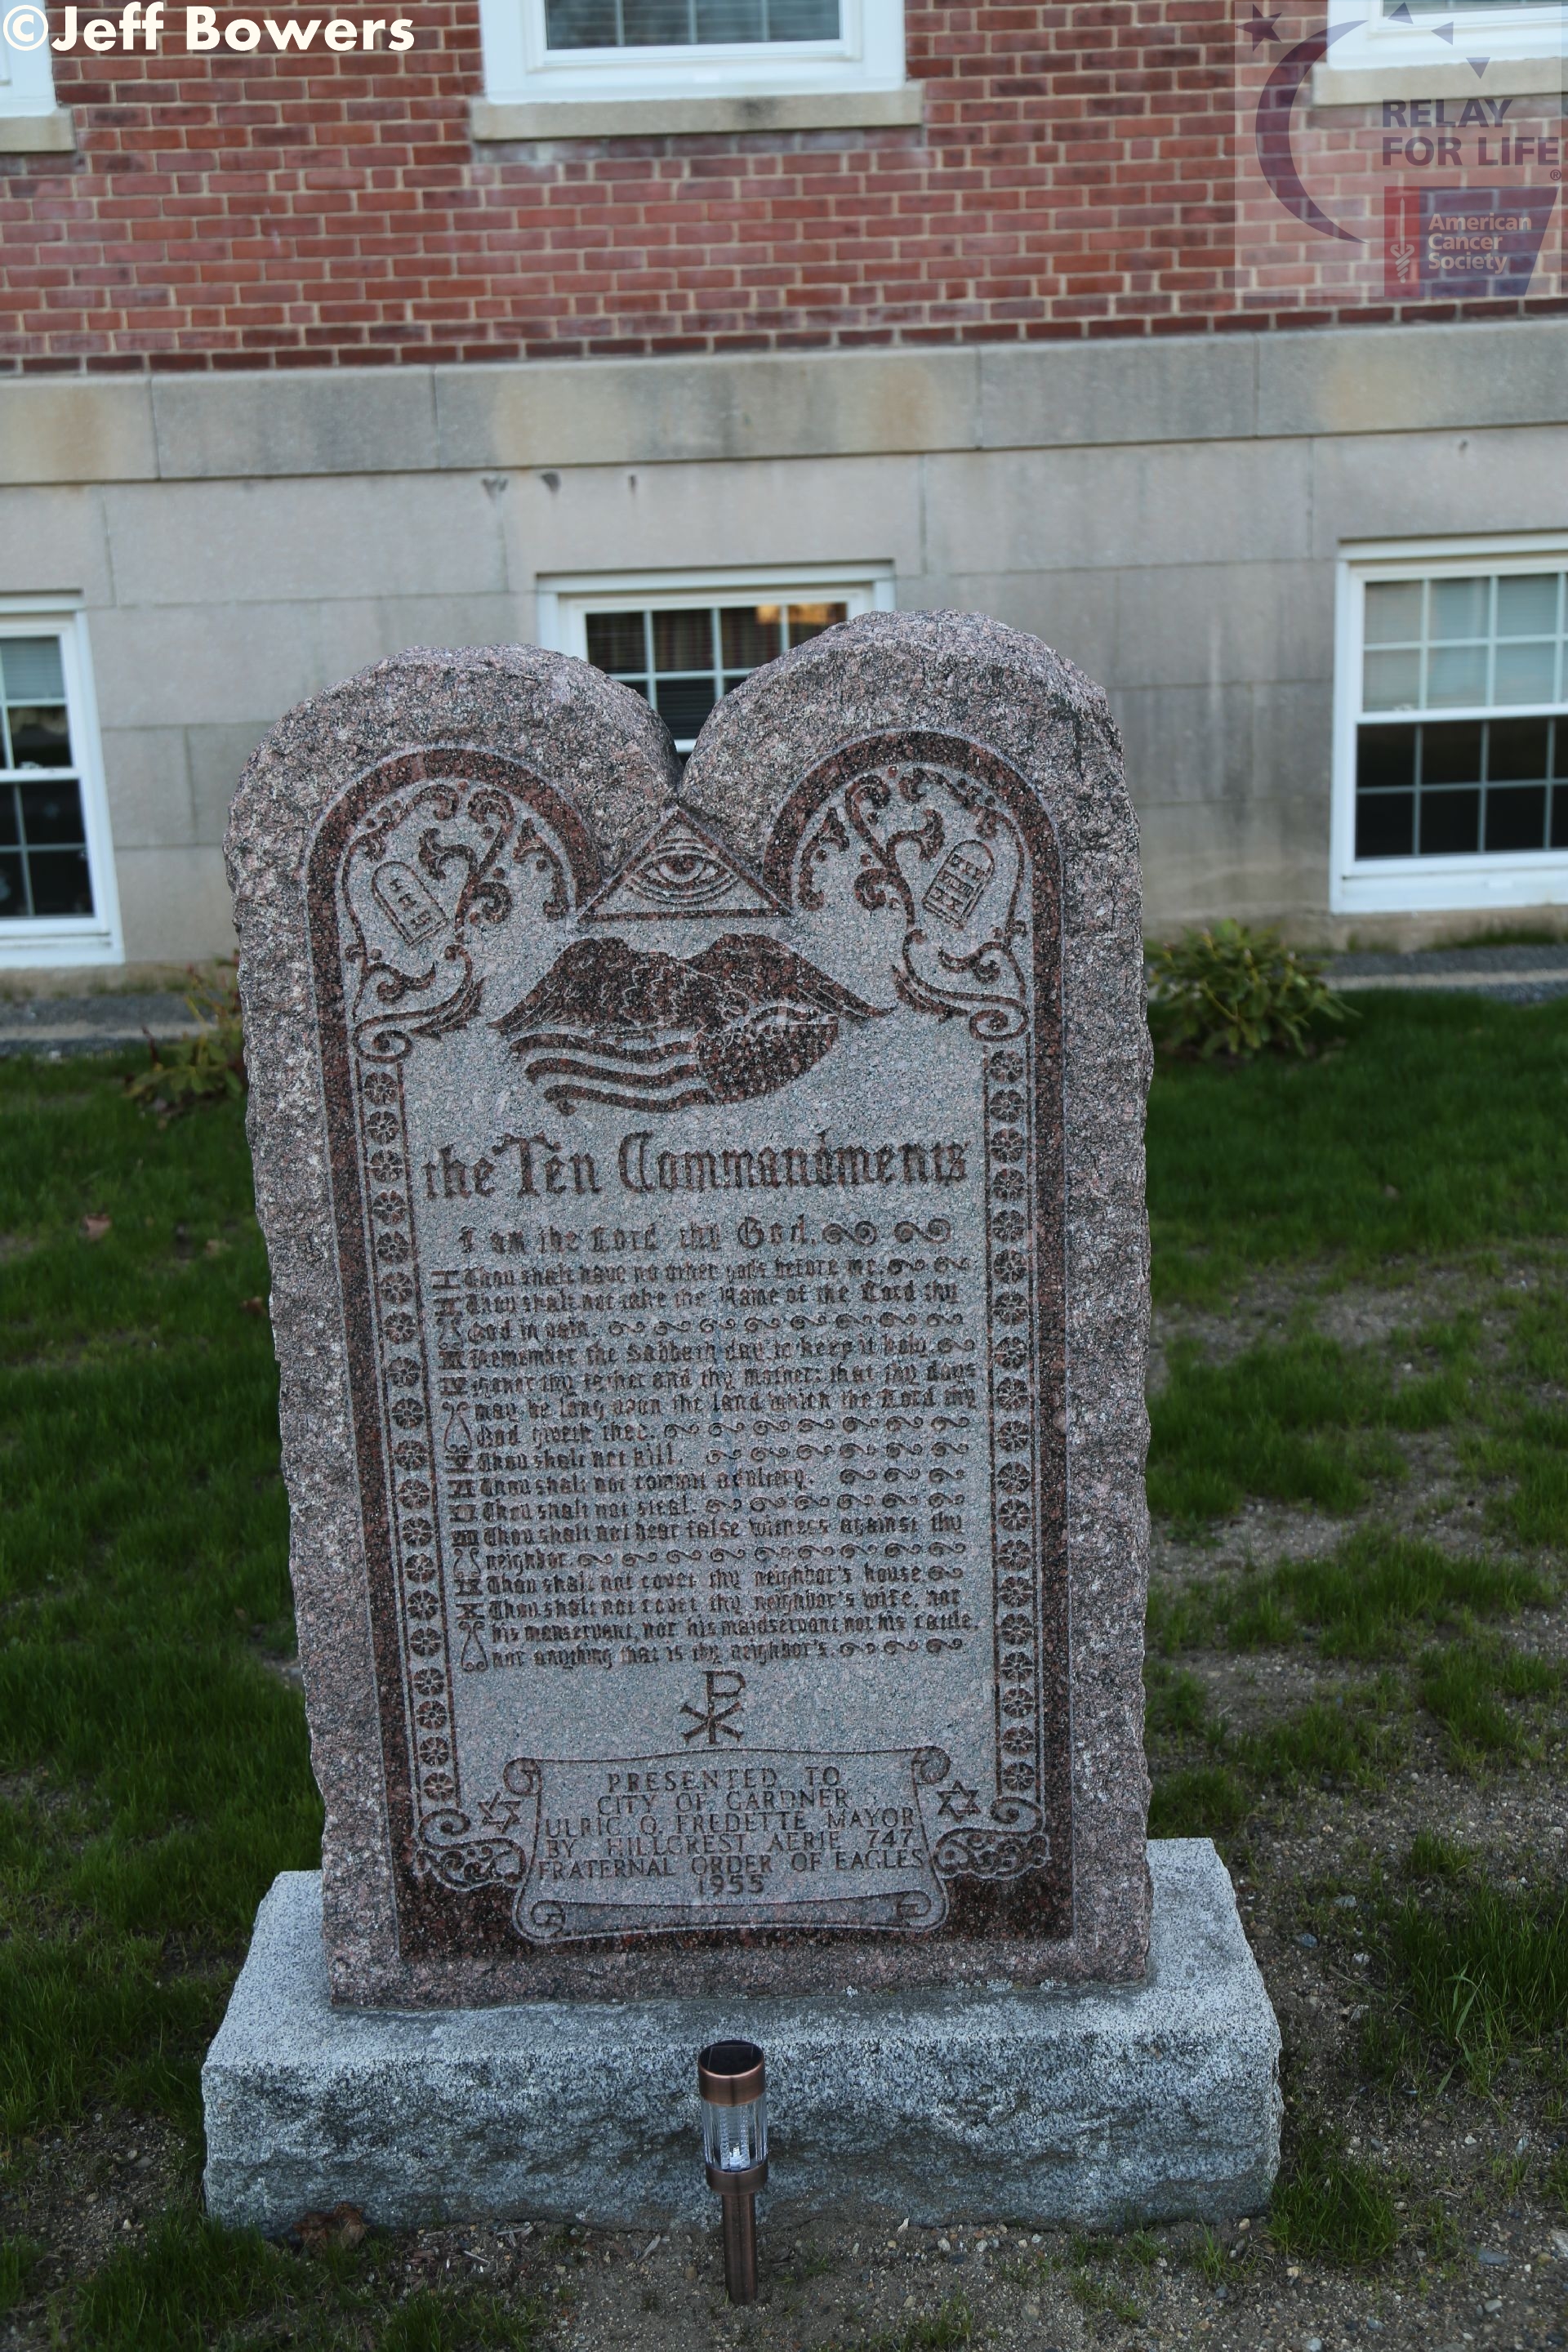 ©Jeff Bowers
RELAY
FOR LIFE®
American
Cancer
Society
the Ten Commandments
I am the Lord thy God.
I Thou shalt have no other gods before me.
II Thou shalt not take the Name of the Lord thy
God in vain.
III Remember the Sabbath day to keep it holy.
IV Honor thy father and thy mother; that thy days
may be long upon the land which the Lord thy
God giveth thee.
V Thou shalt not kill.
VI Thou shalt not commit adultery.
VII Thou shalt not steal.
VIII Thou shalt not bear false witness against thy
neighbor.
IX Thou shalt not covet thy neighbor's house
X Thou shalt not covet thy neighbor's wife, nor
his manservant, nor his maidservant nor his cattle,
nor anything that is thy neighbor's.
PRESENTED TO
CITY OF GARDNER
ULRIC O. FREDETTE MAYOR
BY HILLCREST AERIE 747
FRATERNAL ORDER OF EAGLES
1955